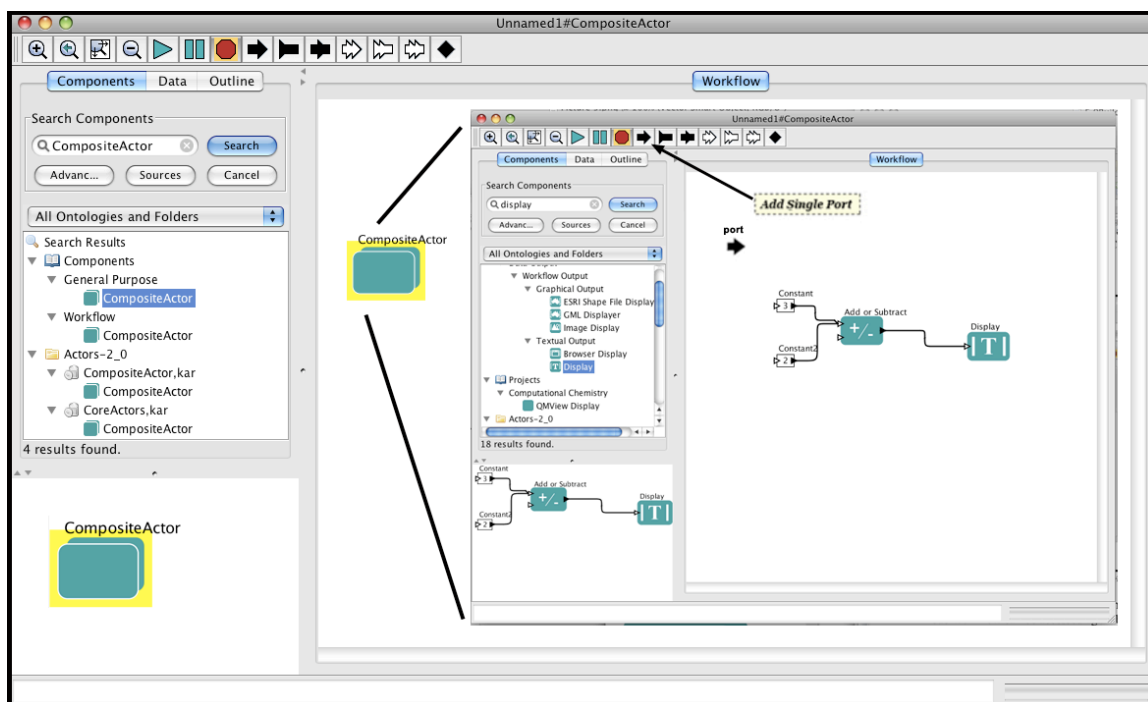 Unnamed1#CompositeActor
Components Data Outline
Search Components
CompositeActor
Search
Advanc... Sources Cancel
All Ontologies and Folders
Search Results
Components
General Purpose
CompositeActor
Workflow
CompositeActor
Actors-2_0
CompositeActor,kar
CompositeActor
CoreActors,kar
CompositeActor
4 results found.
CompositeActor
Workflow
CompositeActor
Unnamed1#CompositeActor
Components Data Outline
Search Components
display
Search
Advanc... Sources Cancel
All Ontologies and Folders
Workflow Output
Graphical Output
ESRI Shape File Display
GML Displayer
Image Display
Textual Output
Browser Display
Display
Projects
Computational Chemistry
QMView Display
Actors-2_0
18 results found.
Constant
3
Add or Subtract
+/-
Display
T
Constant2
2
Workflow
Add Single Port
port
Constant
3
Add or Subtract
+/-
Display
T
Constant2
2